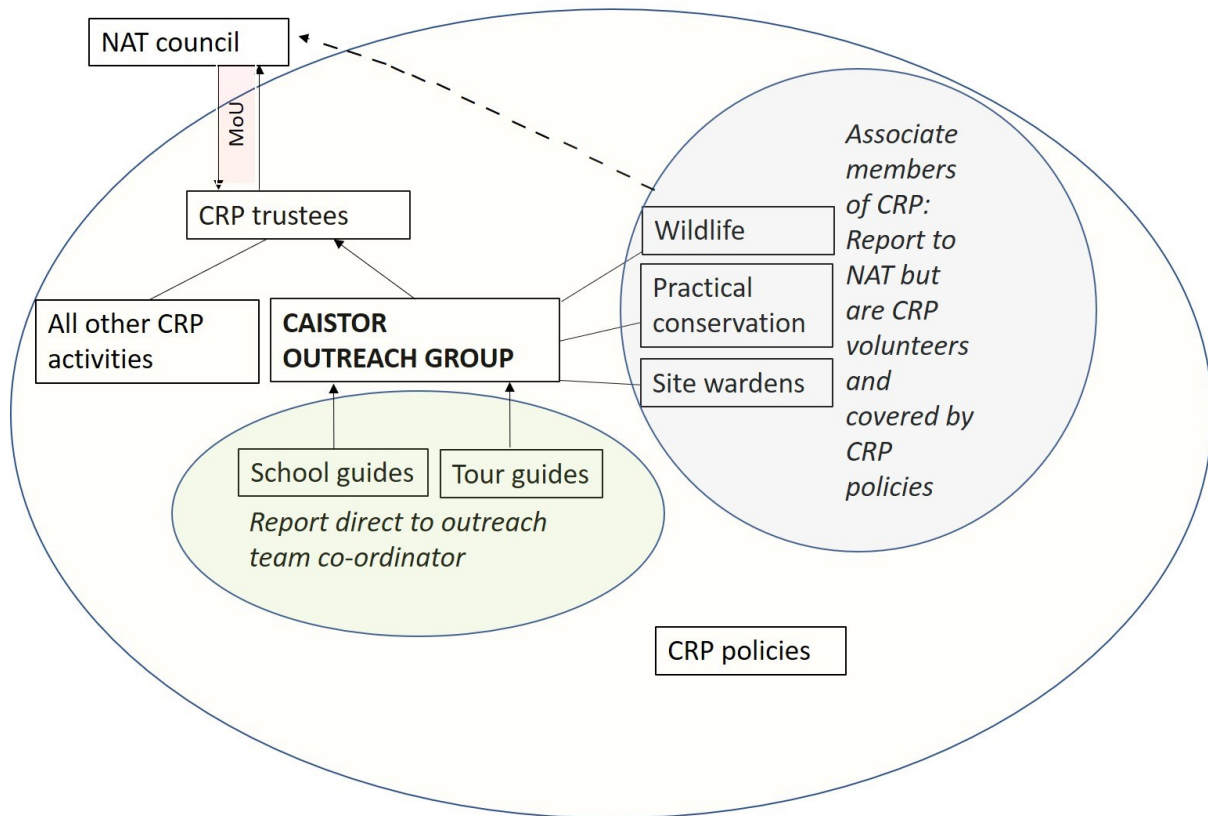 NAT council
MoU
CRP trustees
All other CRP
activities
CAISTOR
OUTREACH GROUP
Wildlife
Practical
conservation
Site wardens
Associate
members
of CRP:
Report to
NAT but
are CRP
volunteers
and
covered by
CRP
policies
School guides
Tour guides
Report direct to outreach
team co-ordinator
CRP policies